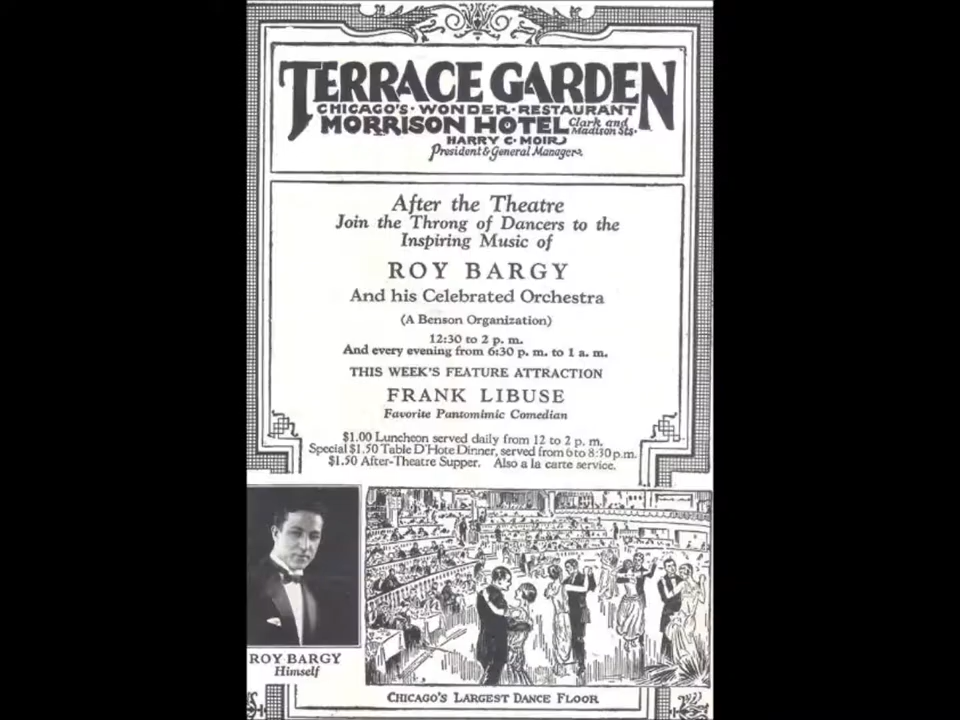 TERRACE GARDEN
CHICAGO'S · WONDER · RESTAURANT
MORRISON HOTEL Clark and Madison Sts.
HARRY C. MOIR
President & General Manager.
After the Theatre
Join the Throng of Dancers to the
Inspiring Music of
ROY BARGY
And his Celebrated Orchestra
(A Benson Organization)
12:30 to 2 p. m.
And every evening from 6:30 p. m. to 1 a. m.
THIS WEEK'S FEATURE ATTRACTION
FRANK LIBUSE
Favorite Pantomimic Comedian
$1.00 Luncheon served daily from 12 to 2 p. m.
Special $1.50 Table D'Hote Dinner, served from 6 to 8:30 p.m.
$1.50 After-Theatre Supper. Also a la carte service.
ROY BARGY
Himself
CHICAGO'S LARGEST DANCE FLOOR